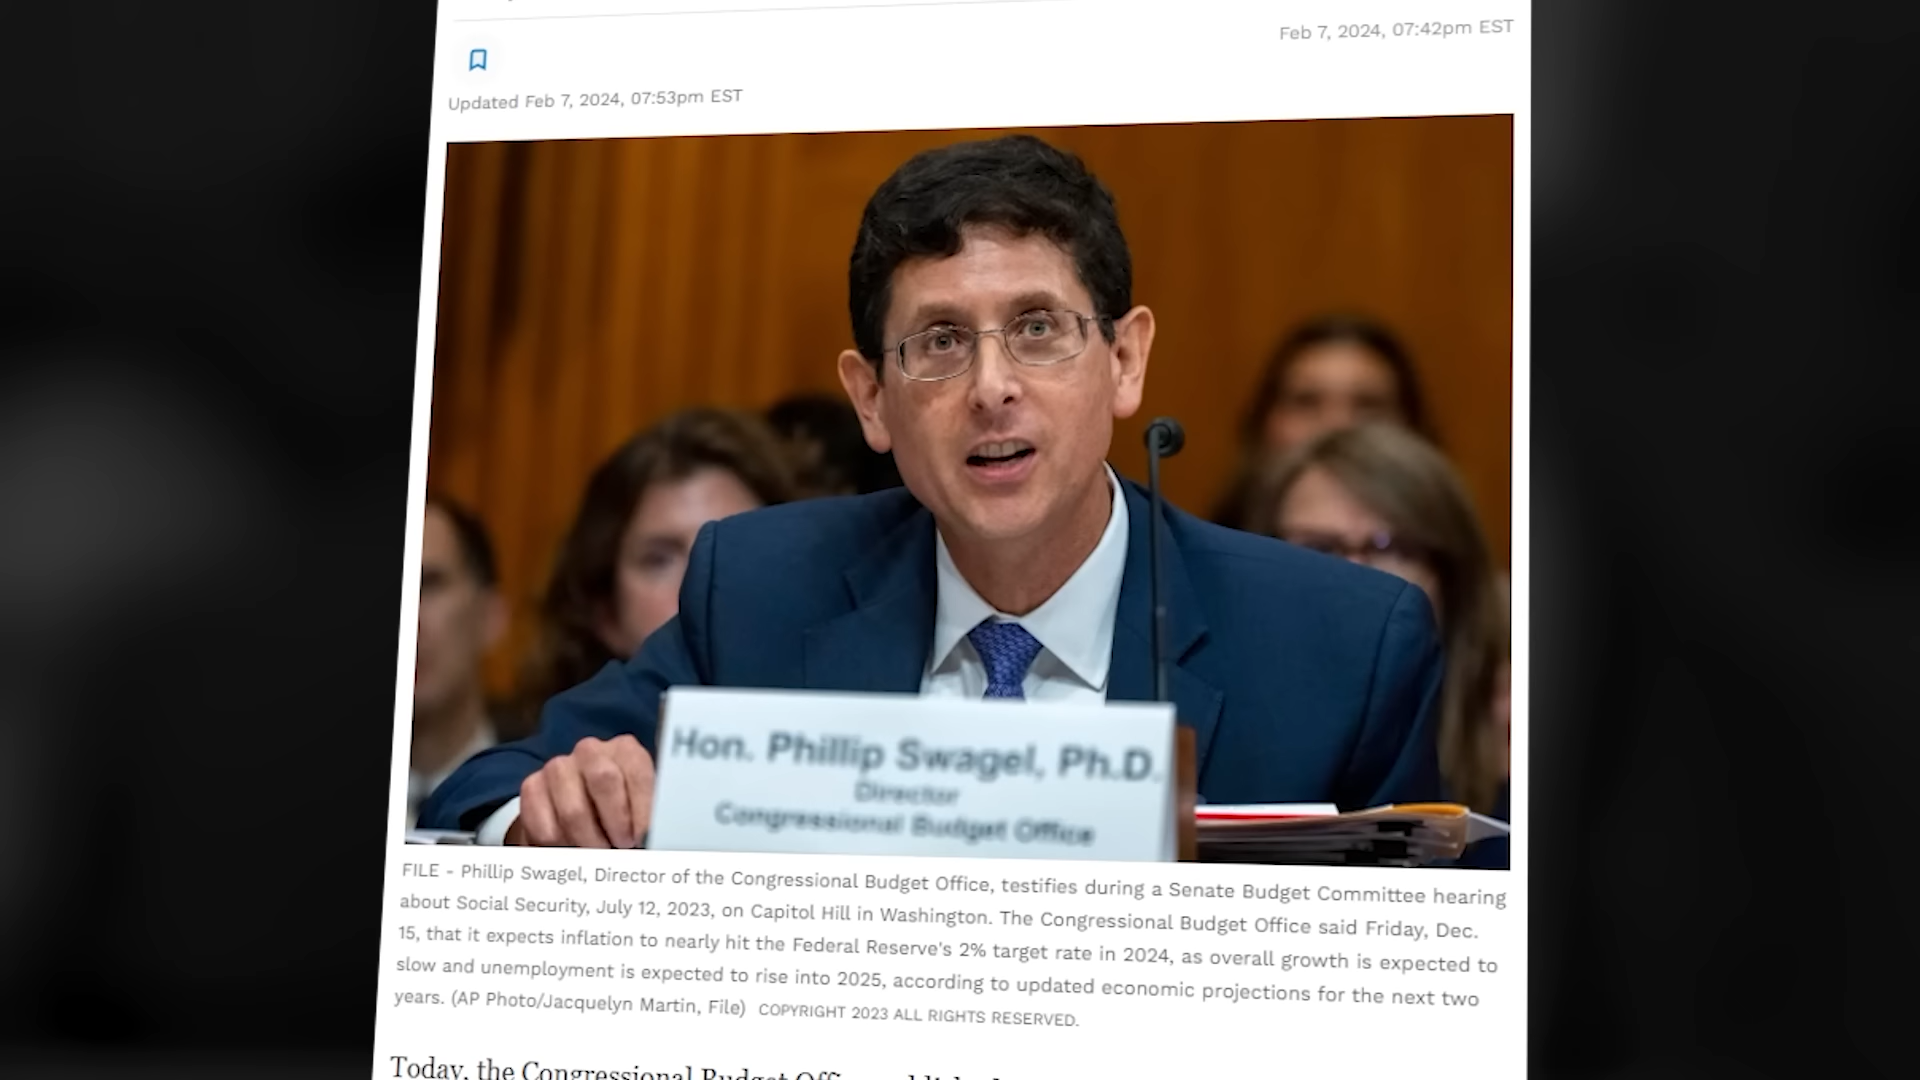 Feb 7, 2024, 07:42pm EST
Updated Feb 7, 2024, 07:53pm EST
Hon. Phillip Swagel, Ph.D.
Director
Congressional Budget Office
FILE - Phillip Swagel, Director of the Congressional Budget Office, testifies during a Senate Budget Committee hearing
about Social Security, July 12, 2023, on Capitol Hill in Washington. The Congressional Budget Office said Friday, Dec.
15, that it expects inflation to nearly hit the Federal Reserve's 2% target rate in 2024, as overall growth is expected to
slow and unemployment is expected to rise into 2025, according to updated economic projections for the next two
years. (AP Photo/Jacquelyn Martin, File) COPYRIGHT 2023 ALL RIGHTS RESERVED.
Today, the Congressional Budget